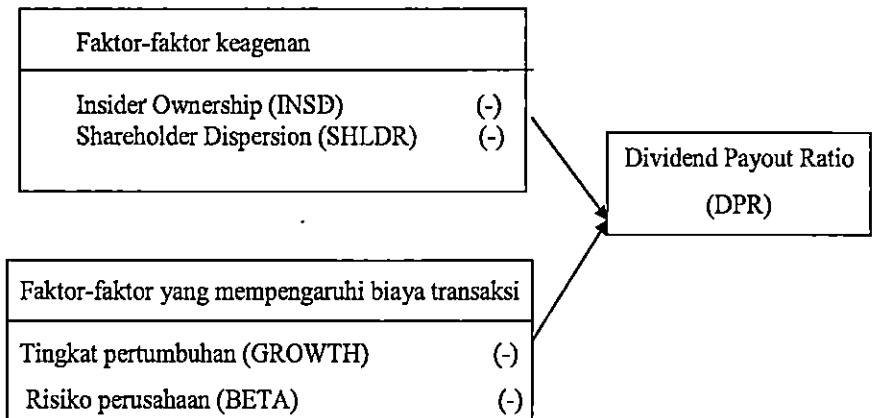 Faktor-faktor keagenan
Insider Ownership (INSD) (-)
Shareholder Dispersion (SHLDR) (-)
Dividend Payout Ratio
(DPR)
Faktor-faktor yang mempengaruhi biaya transaksi
Tingkat pertumbuhan (GROWTH) (-)
Risiko perusahaan (BETA) (-)